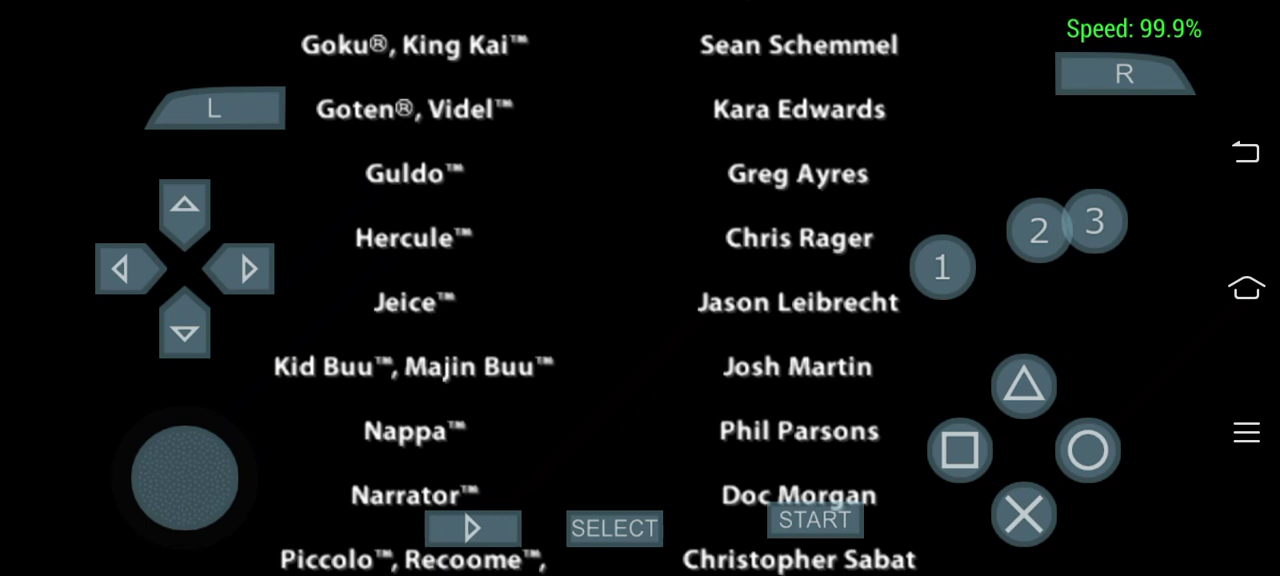 Speed: 99.9%
Goku®, King Kai™ Sean Schemmel
R
L
Goten®, Videl™ Kara Edwards
Guldo™ Greg Ayres
3
2
Hercule™ Chris Rager
1
Jeice™ Jason Leibrecht
Kid Buu™, Majin Buu™ Josh Martin
Nappa™ Phil Parsons
Narrator™ Doc Morgan
SELECT
START
Piccolo™, Recoome™, Christopher Sabat